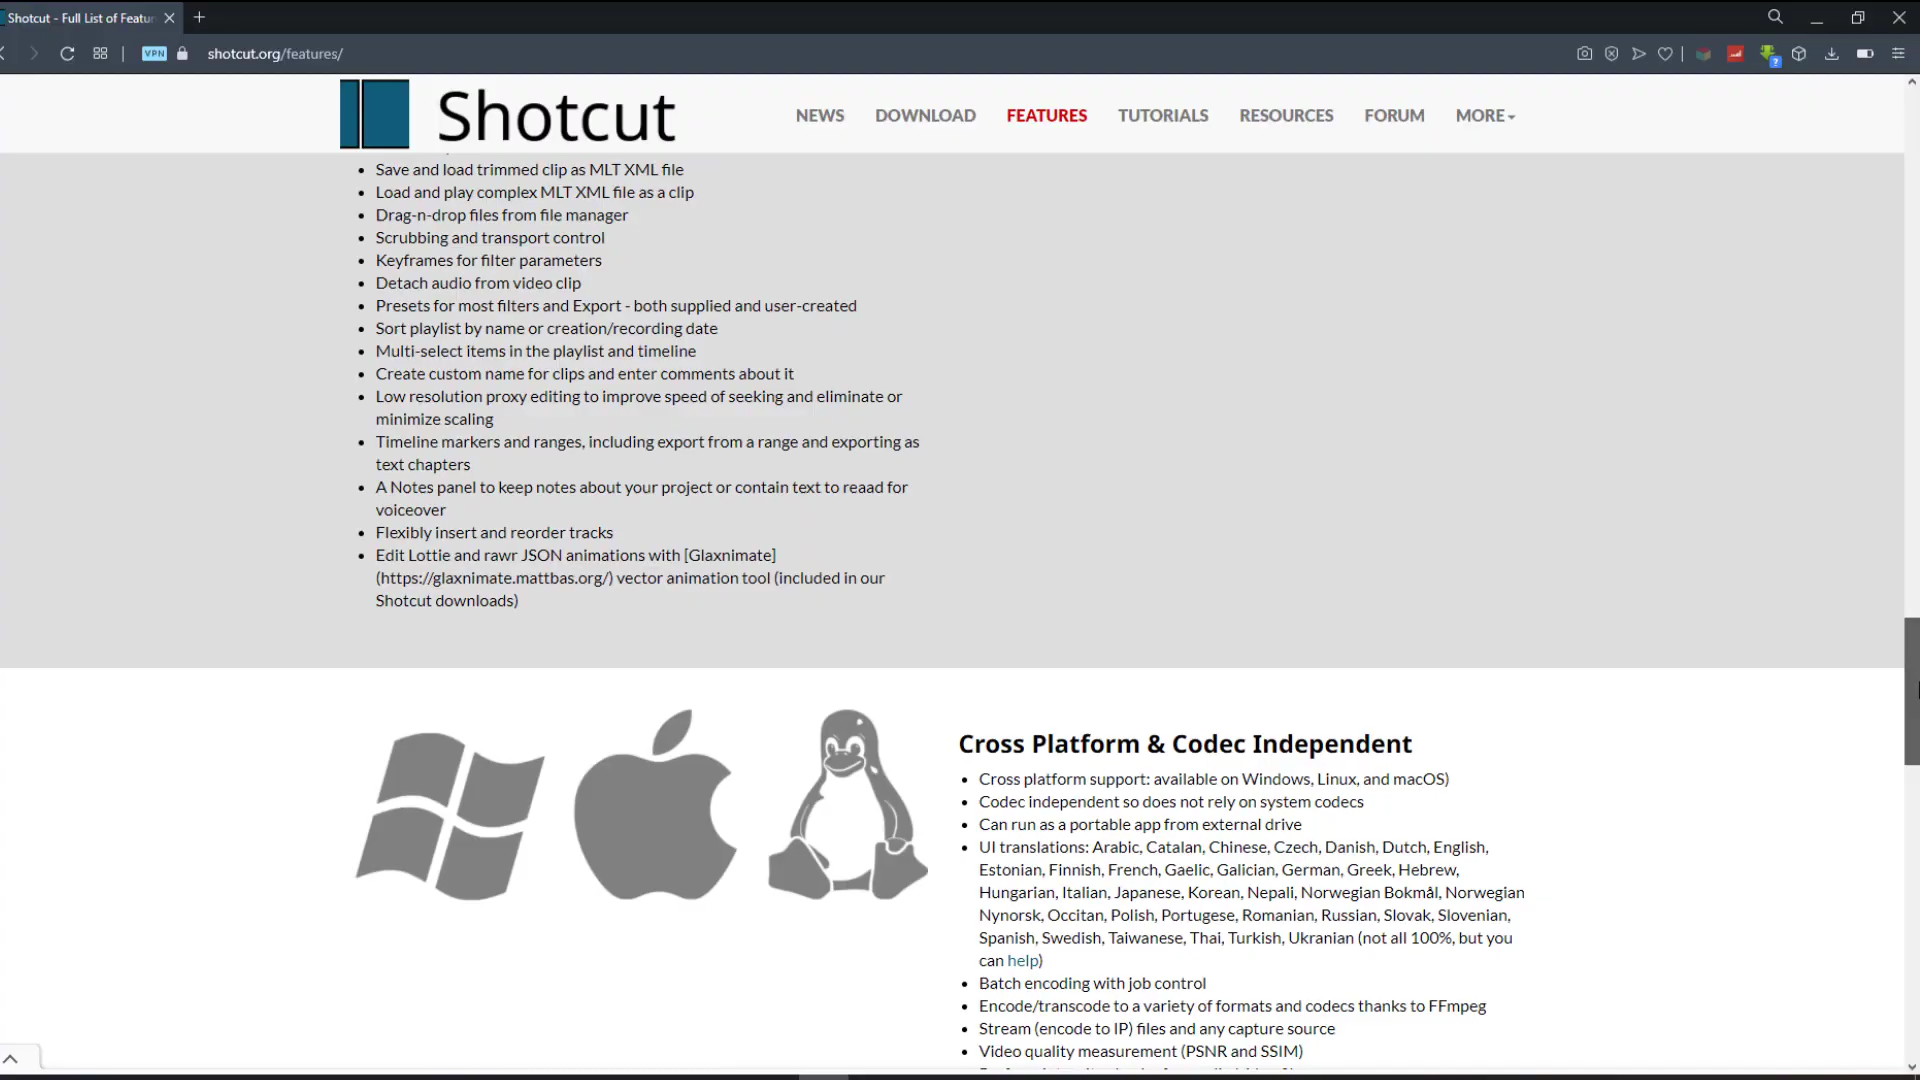 Shotcut - Full List of Featur
VPN
shotcut.org/features/
Shotcut
NEWS
DOWNLOAD
FEATURES
TUTORIALS
RESOURCES
FORUM
MORE
Save and load trimmed clip as MLT XML file
Load and play complex MLT XML file as a clip
Drag-n-drop files from file manager
Scrubbing and transport control
Keyframes for filter parameters
Detach audio from video clip
Presets for most filters and Export - both supplied and user-created
Sort playlist by name or creation/recording date
Multi-select items in the playlist and timeline
Create custom name for clips and enter comments about it
Low resolution proxy editing to improve speed of seeking and eliminate or
minimize scaling
Timeline markers and ranges, including export from a range and exporting as
text chapters
A Notes panel to keep notes about your project or contain text to reaad for
voiceover
Flexibly insert and reorder tracks
Edit Lottie and rawr JSON animations with [Glaxnimate]
(https://glaxnimate.mattbas.org/) vector animation tool (included in our
Shotcut downloads)
Cross Platform & Codec Independent
Cross platform support: available on Windows, Linux, and macOS)
Codec independent so does not rely on system codecs
Can run as a portable app from external drive
UI translations: Arabic, Catalan, Chinese, Czech, Danish, Dutch, English,
Estonian, Finnish, French, Gaelic, Galician, German, Greek, Hebrew,
Hungarian, Italian, Japanese, Korean, Nepali, Norwegian Bokmål, Norwegian
Nynorsk, Occitan, Polish, Portugese, Romanian, Russian, Slovak, Slovenian,
Spanish, Swedish, Taiwanese, Thai, Turkish, Ukranian (not all 100%, but you
can help)
Batch encoding with job control
Encode/transcode to a variety of formats and codecs thanks to FFmpeg
Stream (encode to IP) files and any capture source
Video quality measurement (PSNR and SSIM)